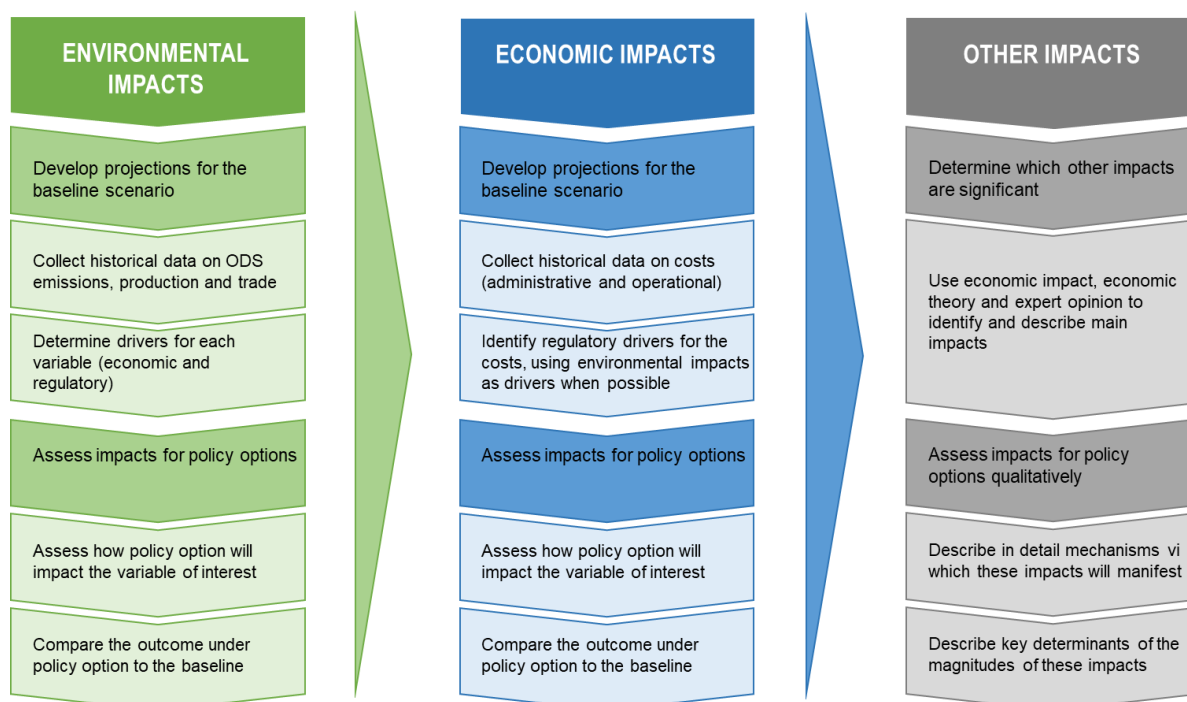 ENVIRONMENTAL
IMPACTS
Develop projections for the
baseline scenario
Collect historical data on ODS
emissions, production and trade
Determine drivers for each
variable (economic and
regulatory)
Assess impacts for policy options
Assess how policy option will
impact the variable of interest
Compare the outcome under
policy option to the baseline
ECONOMIC IMPACTS
Develop projections for the
baseline scenario
Collect historical data on costs
(administrative and operational)
Identify regulatory drivers for the
costs, using environmental impacts
as drivers when possible
Assess impacts for policy options
Assess how policy option will
impact the variable of interest
Compare the outcome under
policy option to the baseline
OTHER IMPACTS
Determine which other impacts
are significant
Use economic impact, economic
theory and expert opinion to
identify and describe main
impacts
Assess impacts for policy
options qualitatively
Describe in detail mechanisms vi
which these impacts will manifest
Describe key determinants of the
magnitudes of these impacts